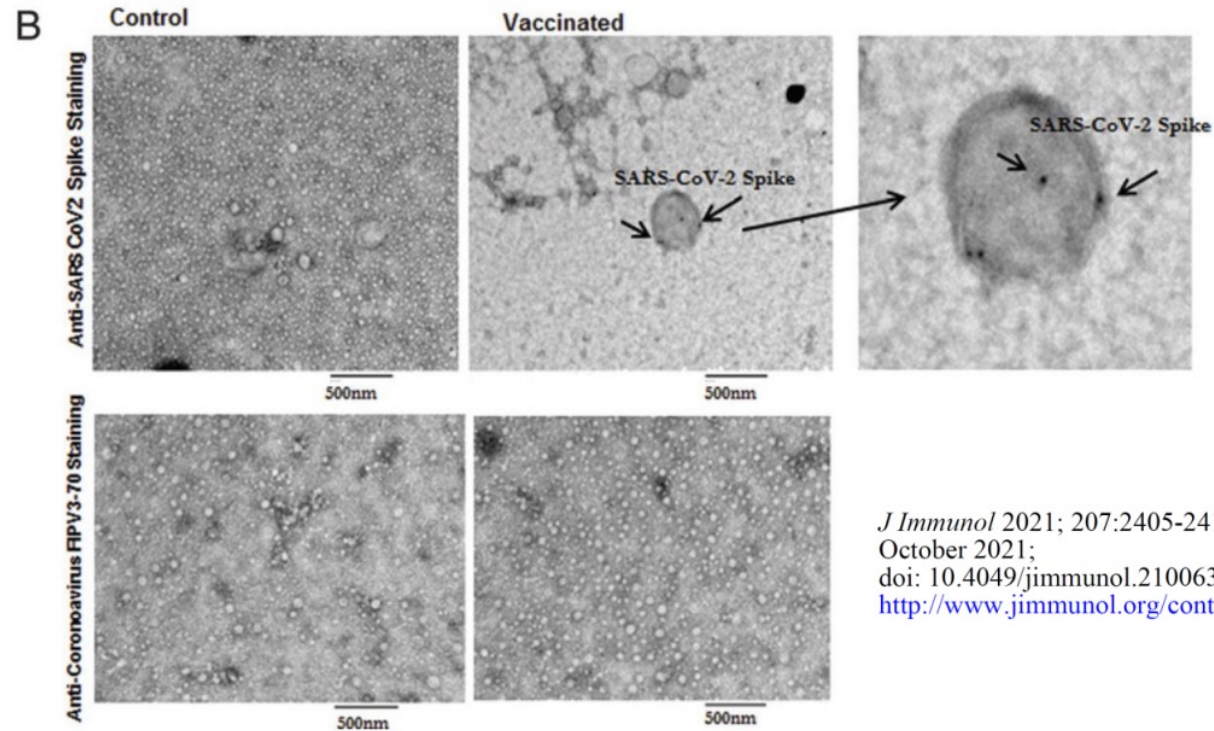 B
Control
Vaccinated
Anti-SARS CoV2 Spike Staining
SARS-CoV-2 Spike
SARS-CoV-2 Spike
500nm
500nm
Anti-Coronoavirus FIPV3-70 Staining
500nm
500nm
J Immunol 2021; 207:2405-24
October 2021;
doi: 10.4049/jimmunol.210063
http://www.jimmunol.org/cont